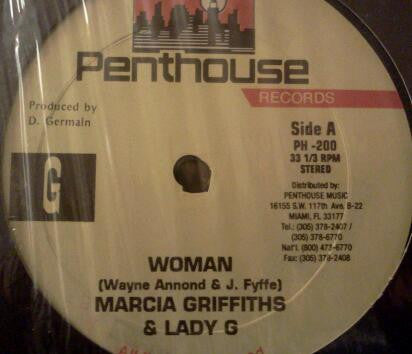 Penthouse
RECORDS
Produced by
D. Germain
G
Side A
PH -200
33 1/3 RPM
STEREO
Distributed by:
PENTHOUSE MUSIC
16155 S.W. 117th Ave. B-22
MIAMI, FL 33177
Tel.: (305) 378-2407 /
(305) 378-6770
Nat'l. (800) 477-6770
Fax: (305) 378-2408
WOMAN
(Wayne Annond & J. Fyffe)
MARCIA GRIFFITHS
& LADY G